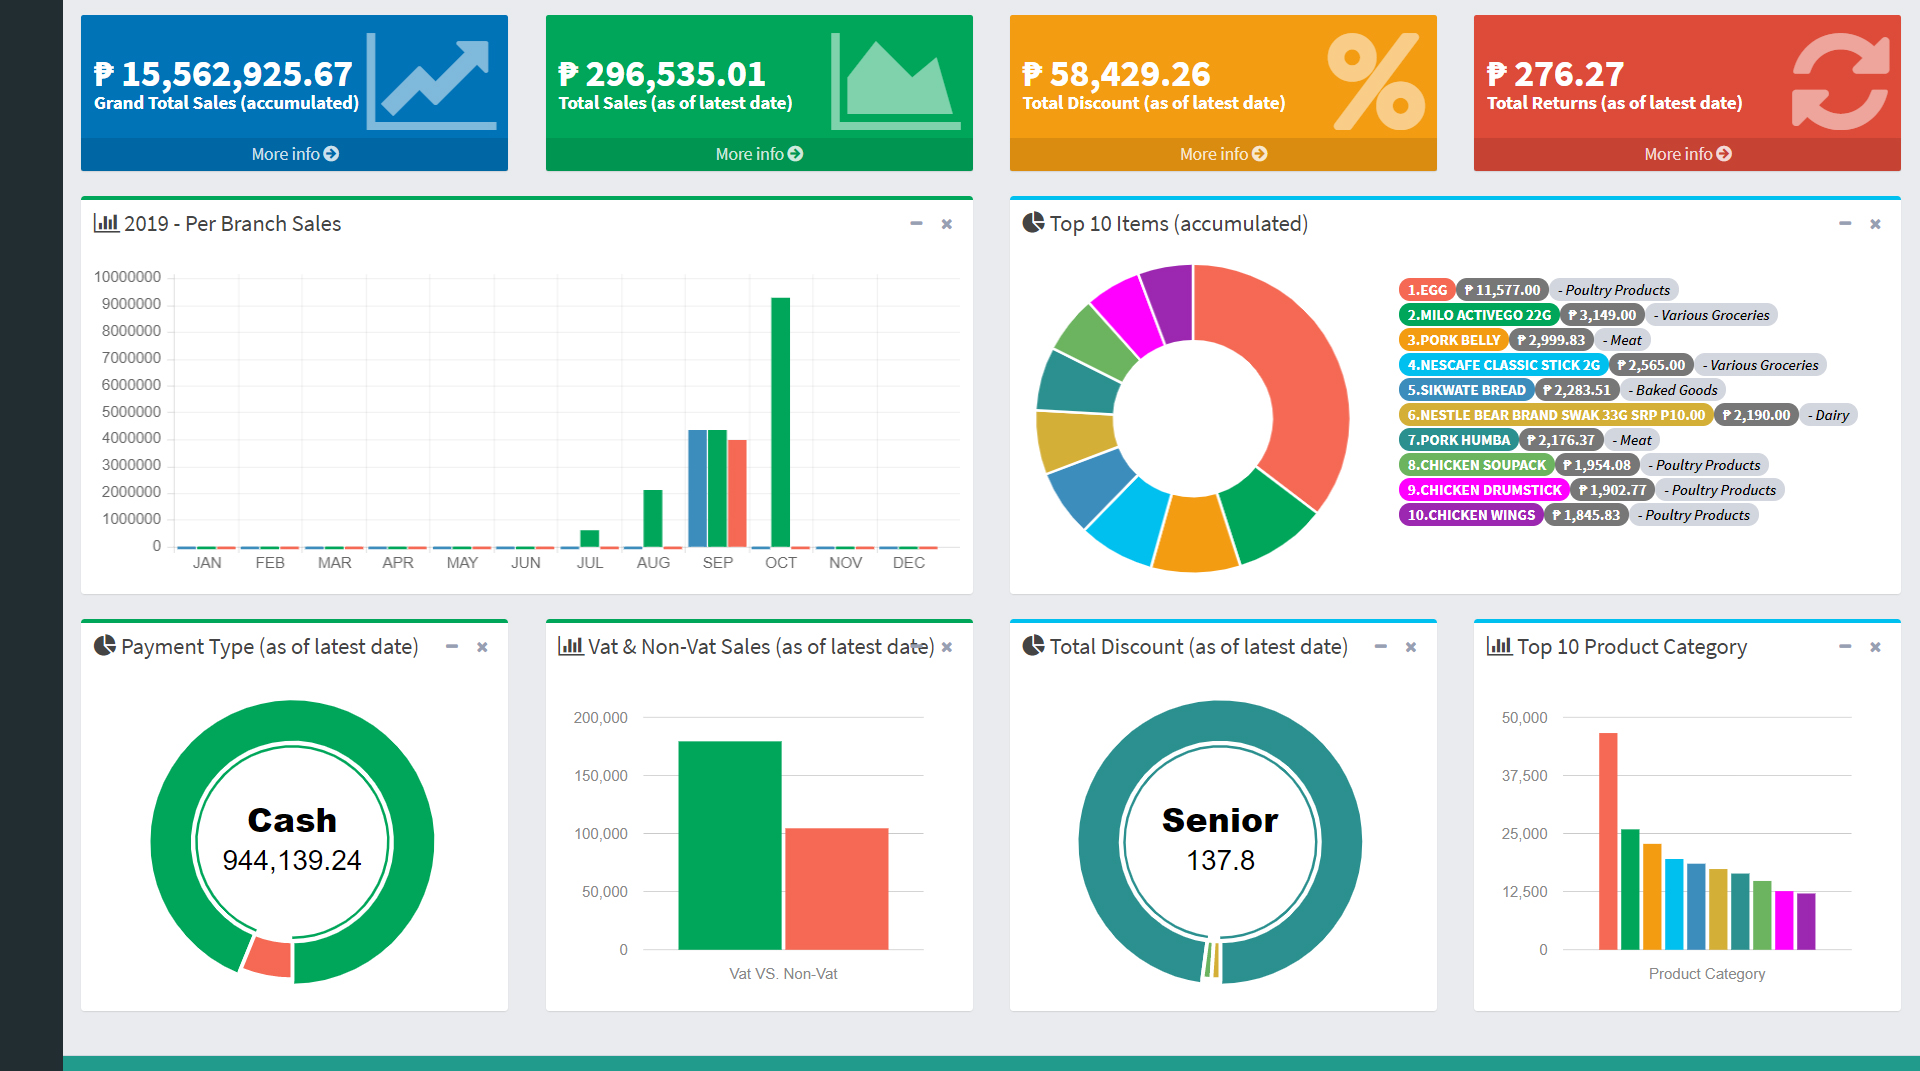 ₱ 15,562,925.67
Grand Total Sales (accumulated)
More info
₱ 296,535.01
Total Sales (as of latest date)
More info
₱ 58,429.26
Total Discount (as of latest date)
More info
₱ 276.27
Total Returns (as of latest date)
More info
2019 - Per Branch Sales
10000000
9000000
8000000
7000000
6000000
5000000
4000000
3000000
2000000
1000000
0
JAN FEB MAR APR MAY JUN JUL AUG SEP OCT NOV DEC
Top 10 Items (accumulated)
1.EGG ₱ 11,577.00 - Poultry Products
2.MILO ACTIVEGO 22G ₱ 3,149.00 - Various Groceries
3.PORK BELLY ₱ 2,999.83 - Meat
4.NESCAFE CLASSIC STICK 2G ₱ 2,565.00 - Various Groceries
5.SIKWATE BREAD ₱ 2,283.51 - Baked Goods
6.NESTLE BEAR BRAND SWAK 33G SRP P10.00 ₱ 2,190.00 - Dairy
7.PORK HUMBA ₱ 2,176.37 - Meat
8.CHICKEN SOUPACK ₱ 1,954.08 - Poultry Products
9.CHICKEN DRUMSTICK ₱ 1,902.77 - Poultry Products
10.CHICKEN WINGS ₱ 1,845.83 - Poultry Products
Payment Type (as of latest date)
Cash
944,139.24
Vat & Non-Vat Sales (as of latest date)
200,000
150,000
100,000
50,000
0
Vat VS. Non-Vat
Total Discount (as of latest date)
Senior
137.8
Top 10 Product Category
50,000
37,500
25,000
12,500
0
Product Category